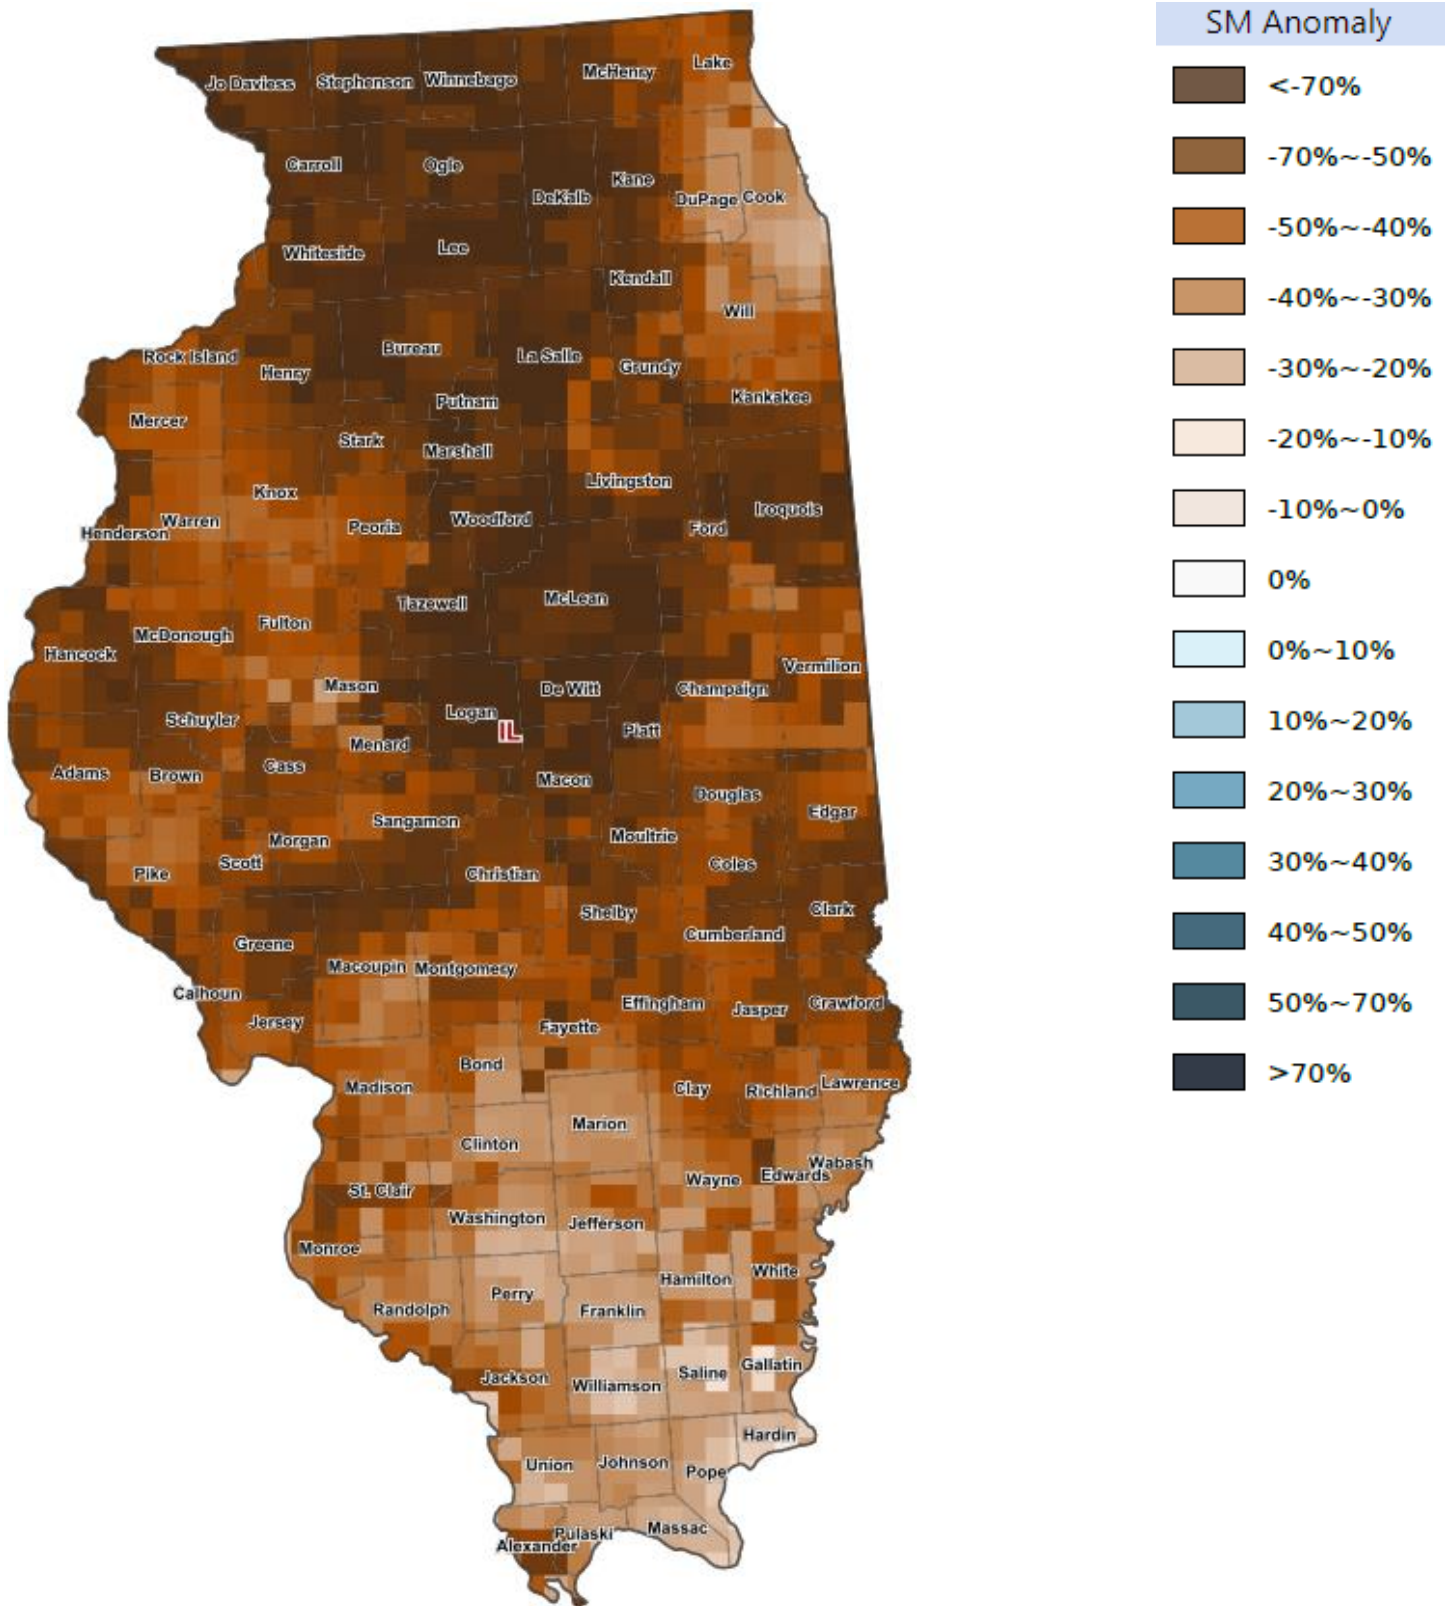 SM Anomaly
<-70%
-70%~-50%
-50%~-40%
-40%~-30%
-30%~-20%
-20%~-10%
-10%~0%
0%
0%~10%
10%~20%
20%~30%
30%~40%
40%~50%
50%~70%
>70%
Jo Daviess
Stephenson
Winnebago
McHenry
Lake
Carroll
Ogle
DeKalb
Kane
DuPage
Cook
Whiteside
Lee
Kendall
Will
Rock Island
Henry
Bureau
La Salle
Grundy
Putnam
Kankakee
Mercer
Stark
Marshall
Livingston
Knox
Henderson
Warren
Peoria
Woodford
Ford
Iroquois
Tazewell
McLean
Hancock
McDonough
Fulton
Vermilion
Mason
De Witt
Champaign
Schuyler
Logan
IL
Menard
Piatt
Adams
Brown
Cass
Macon
Douglas
Edgar
Sangamon
Morgan
Moultrie
Scott
Coles
Pike
Christian
Shelby
Clark
Greene
Cumberland
Macoupin
Montgomery
Calhoun
Jersey
Effingham
Jasper
Crawford
Fayette
Bond
Madison
Clay
Richland
Lawrence
Marion
Clinton
Wabash
Edwards
Wayne
St. Clair
Washington
Jefferson
Monroe
White
Hamilton
Perry
Randolph
Franklin
Gallatin
Saline
Jackson
Williamson
Hardin
Union
Johnson
Pope
Massac
Pulaski
Alexander